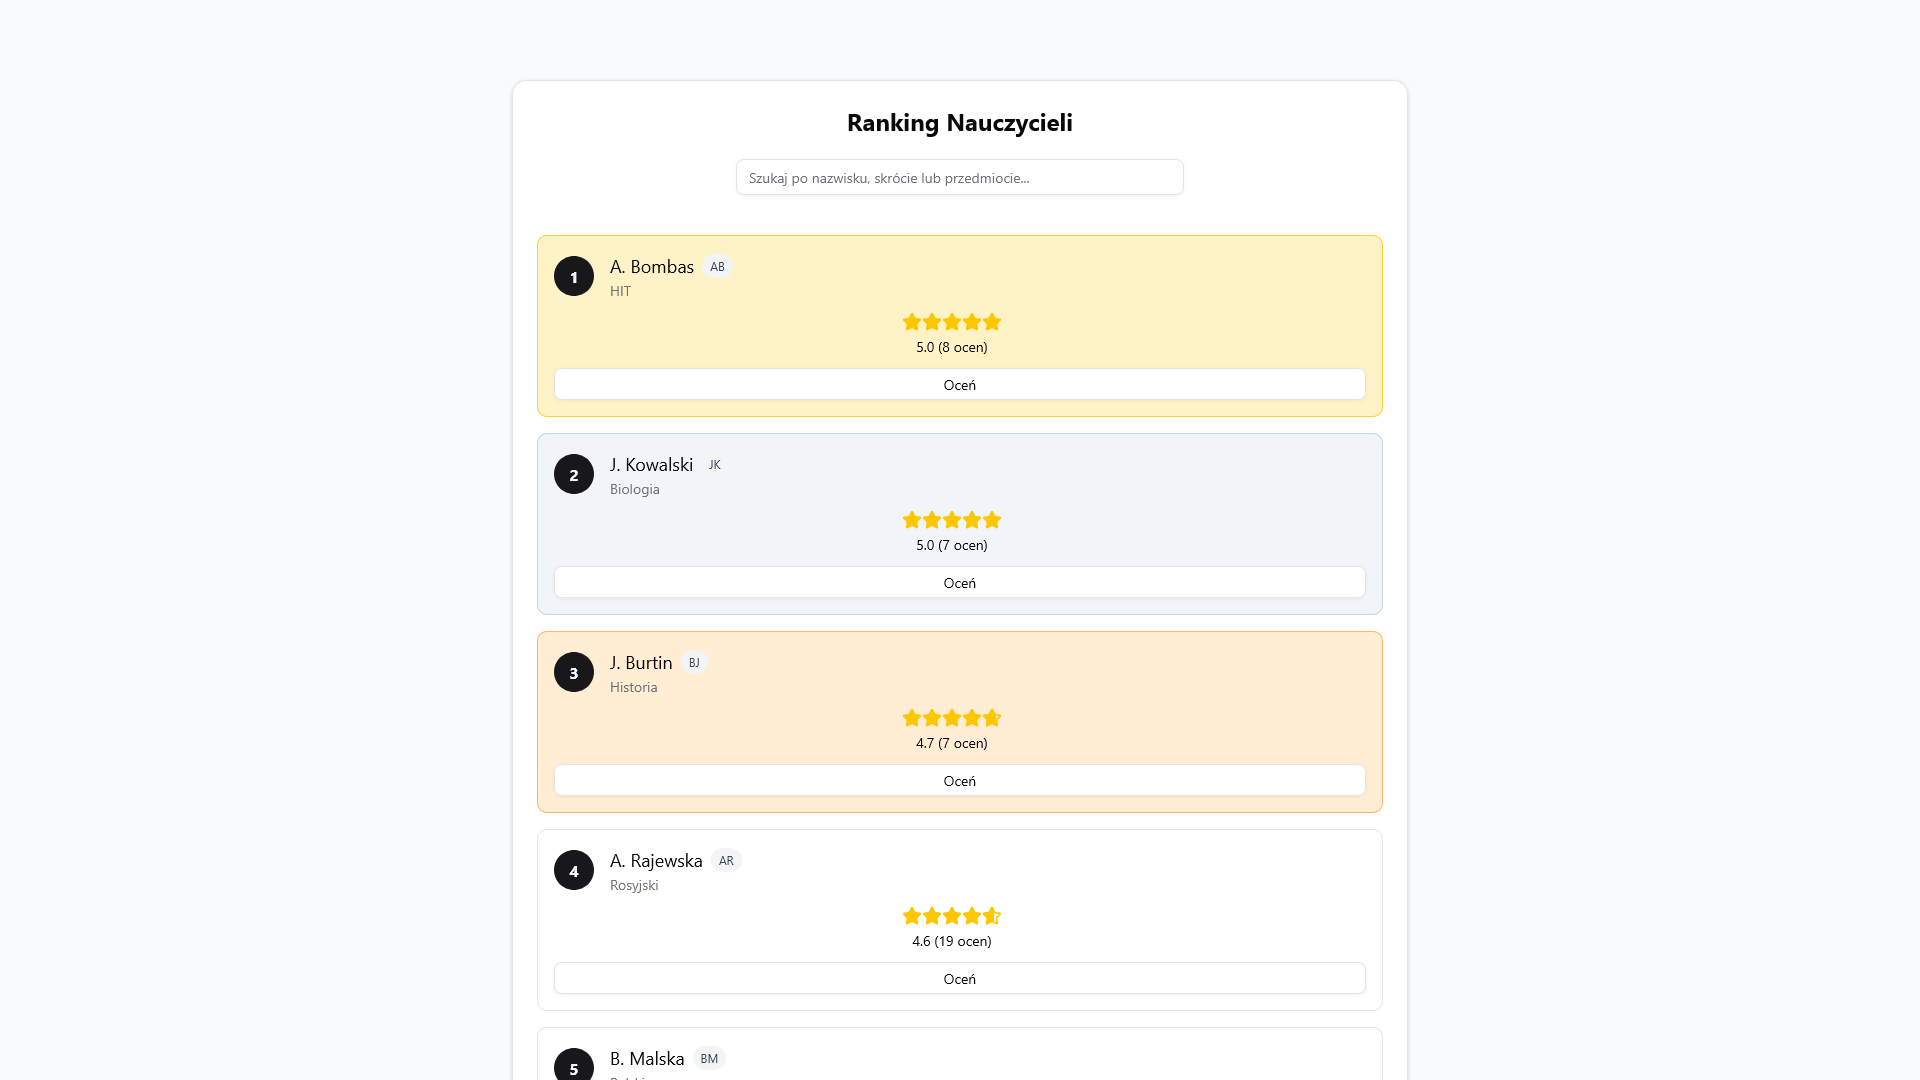 Ranking Nauczycieli
Szukaj po nazwisku, skrócie lub przedmiocie...
1
A. Bombas AB
HIT
5.0 (8 ocen)
Oceń
2
J. Kowalski JK
Biologia
5.0 (7 ocen)
Oceń
3
J. Burtin BJ
Historia
4.7 (7 ocen)
Oceń
4
A. Rajewska AR
Rosyjski
4.6 (19 ocen)
Oceń
5
B. Malska BM